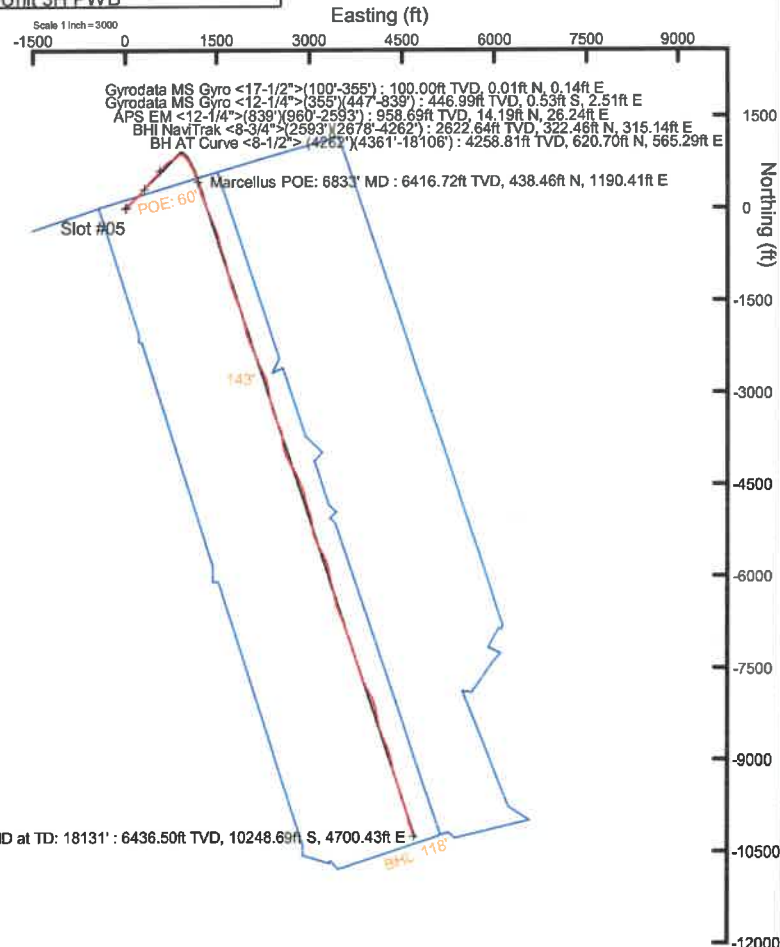 Unit 3H PWB
Easting (ft)
Scale 1 inch = 3000
-1500 0 1500 3000 4500 6000 7500 9000
Gyrodata MS Gyro <17-1/2">(100'-355') : 100.00ft TVD, 0.01ft N, 0.14ft E
Gyrodata MS Gyro <12-1/4">(355')(447'-839') : 446.99ft TVD, 0.53ft S, 2.51ft E
APS EM <12-1/4">(839')(960'-2593') : 958.69ft TVD, 14.19ft N, 26.24ft E
BHI NaviTrak <8-3/4">(2593')(2678'-4262') : 2622.64ft TVD, 322.46ft N, 315.14ft E
BH AT Curve <8-1/2"> (4262')(4361'-18106') : 4258.81ft TVD, 620.70ft N, 565.29ft E
1500
Marcellus POE: 6833' MD : 6416.72ft TVD, 438.46ft N, 1190.41ft E
POE: 60'
0
Slot #05
Northing (ft)
-1500
143'
-3000
-4500
-6000
-7500
-9000
D at TD: 18131' : 6436.50ft TVD, 10248.69ft S, 4700.43ft E
BHL 118'
-10500
-12000